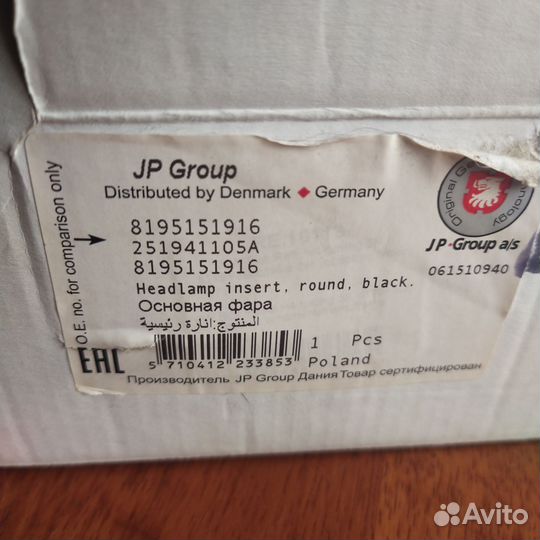 JP Group
Distributed by Denmark ◆ Germany
O.E. no. for comparison only
8195151916
251941105A
8195151916
Headlamp insert, round, black.
Основная фара
المنتوج:انارة رئيسية
EAC
5 710412 233853
1 Pcs
Poland
Производитель JP Group Дания Товар сертифицирован
Original
JP Group a/s
061510940
Avito